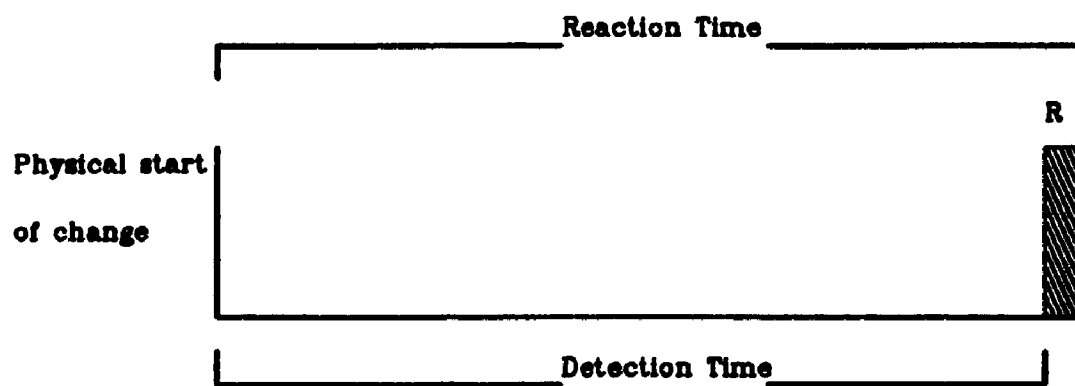 Reaction Time
R
Physical start
of change
Detection Time